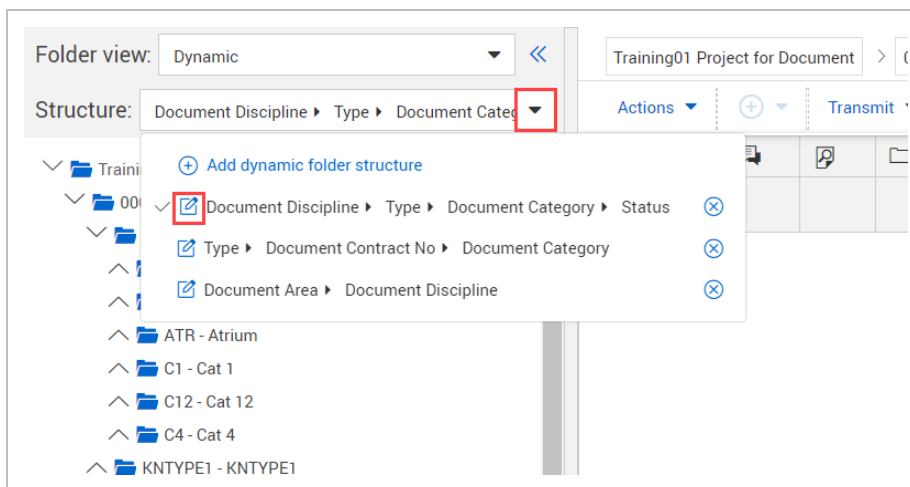 Folder view: Dynamic
Training01 Project for Document
Structure: Document Discipline Type Document Categ
Actions Transmit
Traini
Add dynamic folder structure
000
Document Discipline Type Document Category Status
Type Document Contract No Document Category
Document Area Document Discipline
ATR - Atrium
C1 - Cat 1
C12 - Cat 12
C4 - Cat 4
KNTYPE1 - KNTYPE1